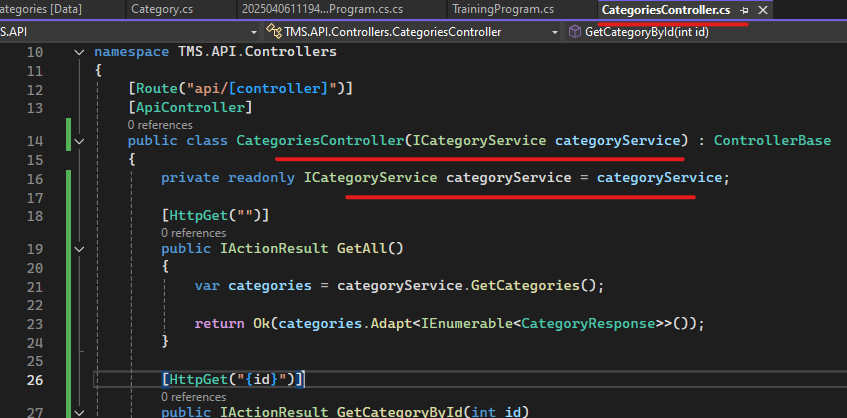 ategories [Data]
Category.cs
2025040611194...Program.cs.cs
TrainingProgram.cs
CategoriesController.cs
S.API
TMS.API.Controllers.CategoriesController
GetCategoryById(int id)
10 namespace TMS.API.Controllers
11 {
12 [Route("api/[controller]")]
13 [ApiController]
0 references
14 public class CategoriesController(ICategoryService categoryService) : ControllerBase
15 {
16 private readonly ICategoryService categoryService = categoryService;
17
18 [HttpGet("")]
0 references
19 public IActionResult GetAll()
20 {
21 var categories = categoryService.GetCategories();
22
23 return Ok(categories.Adapt<IEnumerable<CategoryResponse>>());
24 }
25
26 [HttpGet("{id}")]
0 references
27 public IActionResult GetCategoryById(int id)